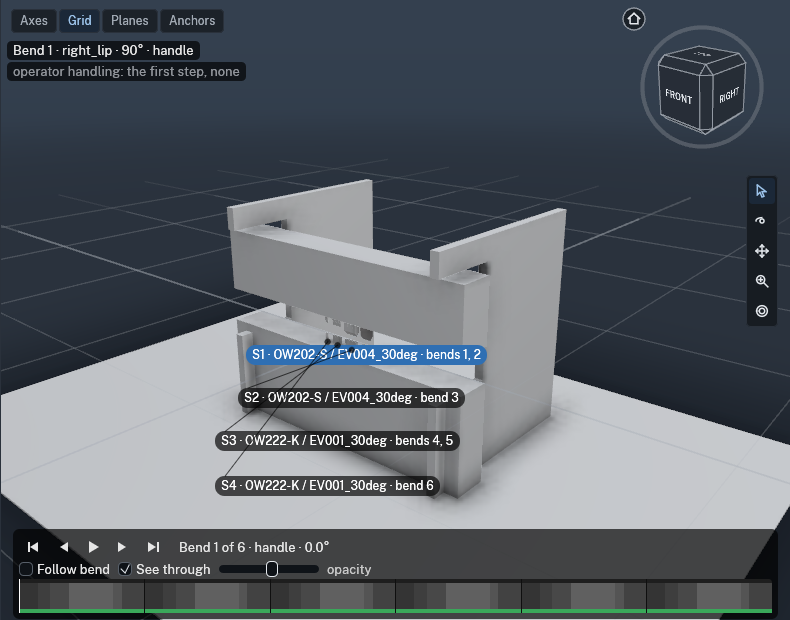 Axes Grid Planes Anchors
Bend 1 · right_lip · 90° · handle
operator handling: the first step, none
FRONT RIGHT
S1 · OW202-S / EV004_30deg · bends 1, 2
S2 · OW202-S / EV004_30deg · bend 3
S3 · OW222-K / EV001_30deg · bends 4, 5
S4 · OW222-K / EV001_30deg · bend 6
Bend 1 of 6 · handle · 0.0°
Follow bend See through opacity